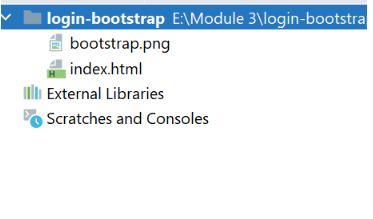 login-bootstrap E:\Module 3\login-bootstra
bootstrap.png
index.html
External Libraries
Scratches and Consoles